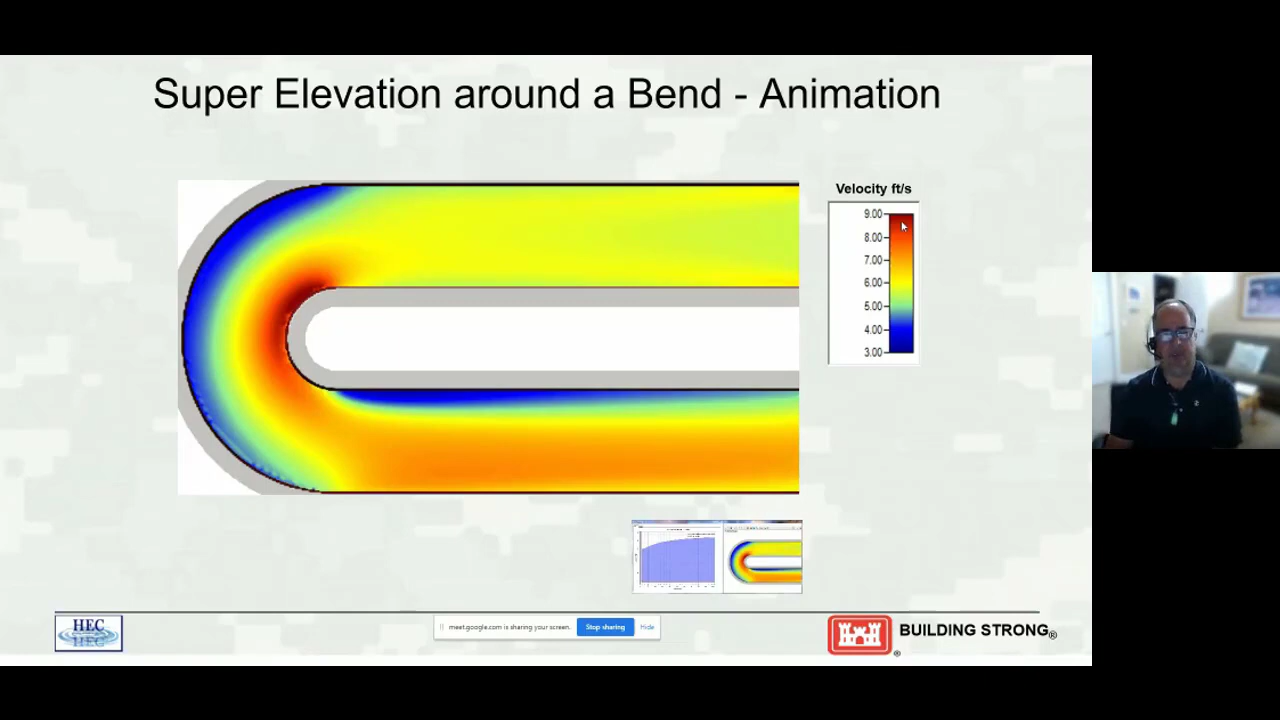 Super Elevation around a Bend - Animation
Velocity ft/s
9.00
8.00
7.00
6.00
5.00
4.00
3.00
HEC
meet.google.com is sharing your screen.
Stop sharing
Hide
BUILDING STRONG®